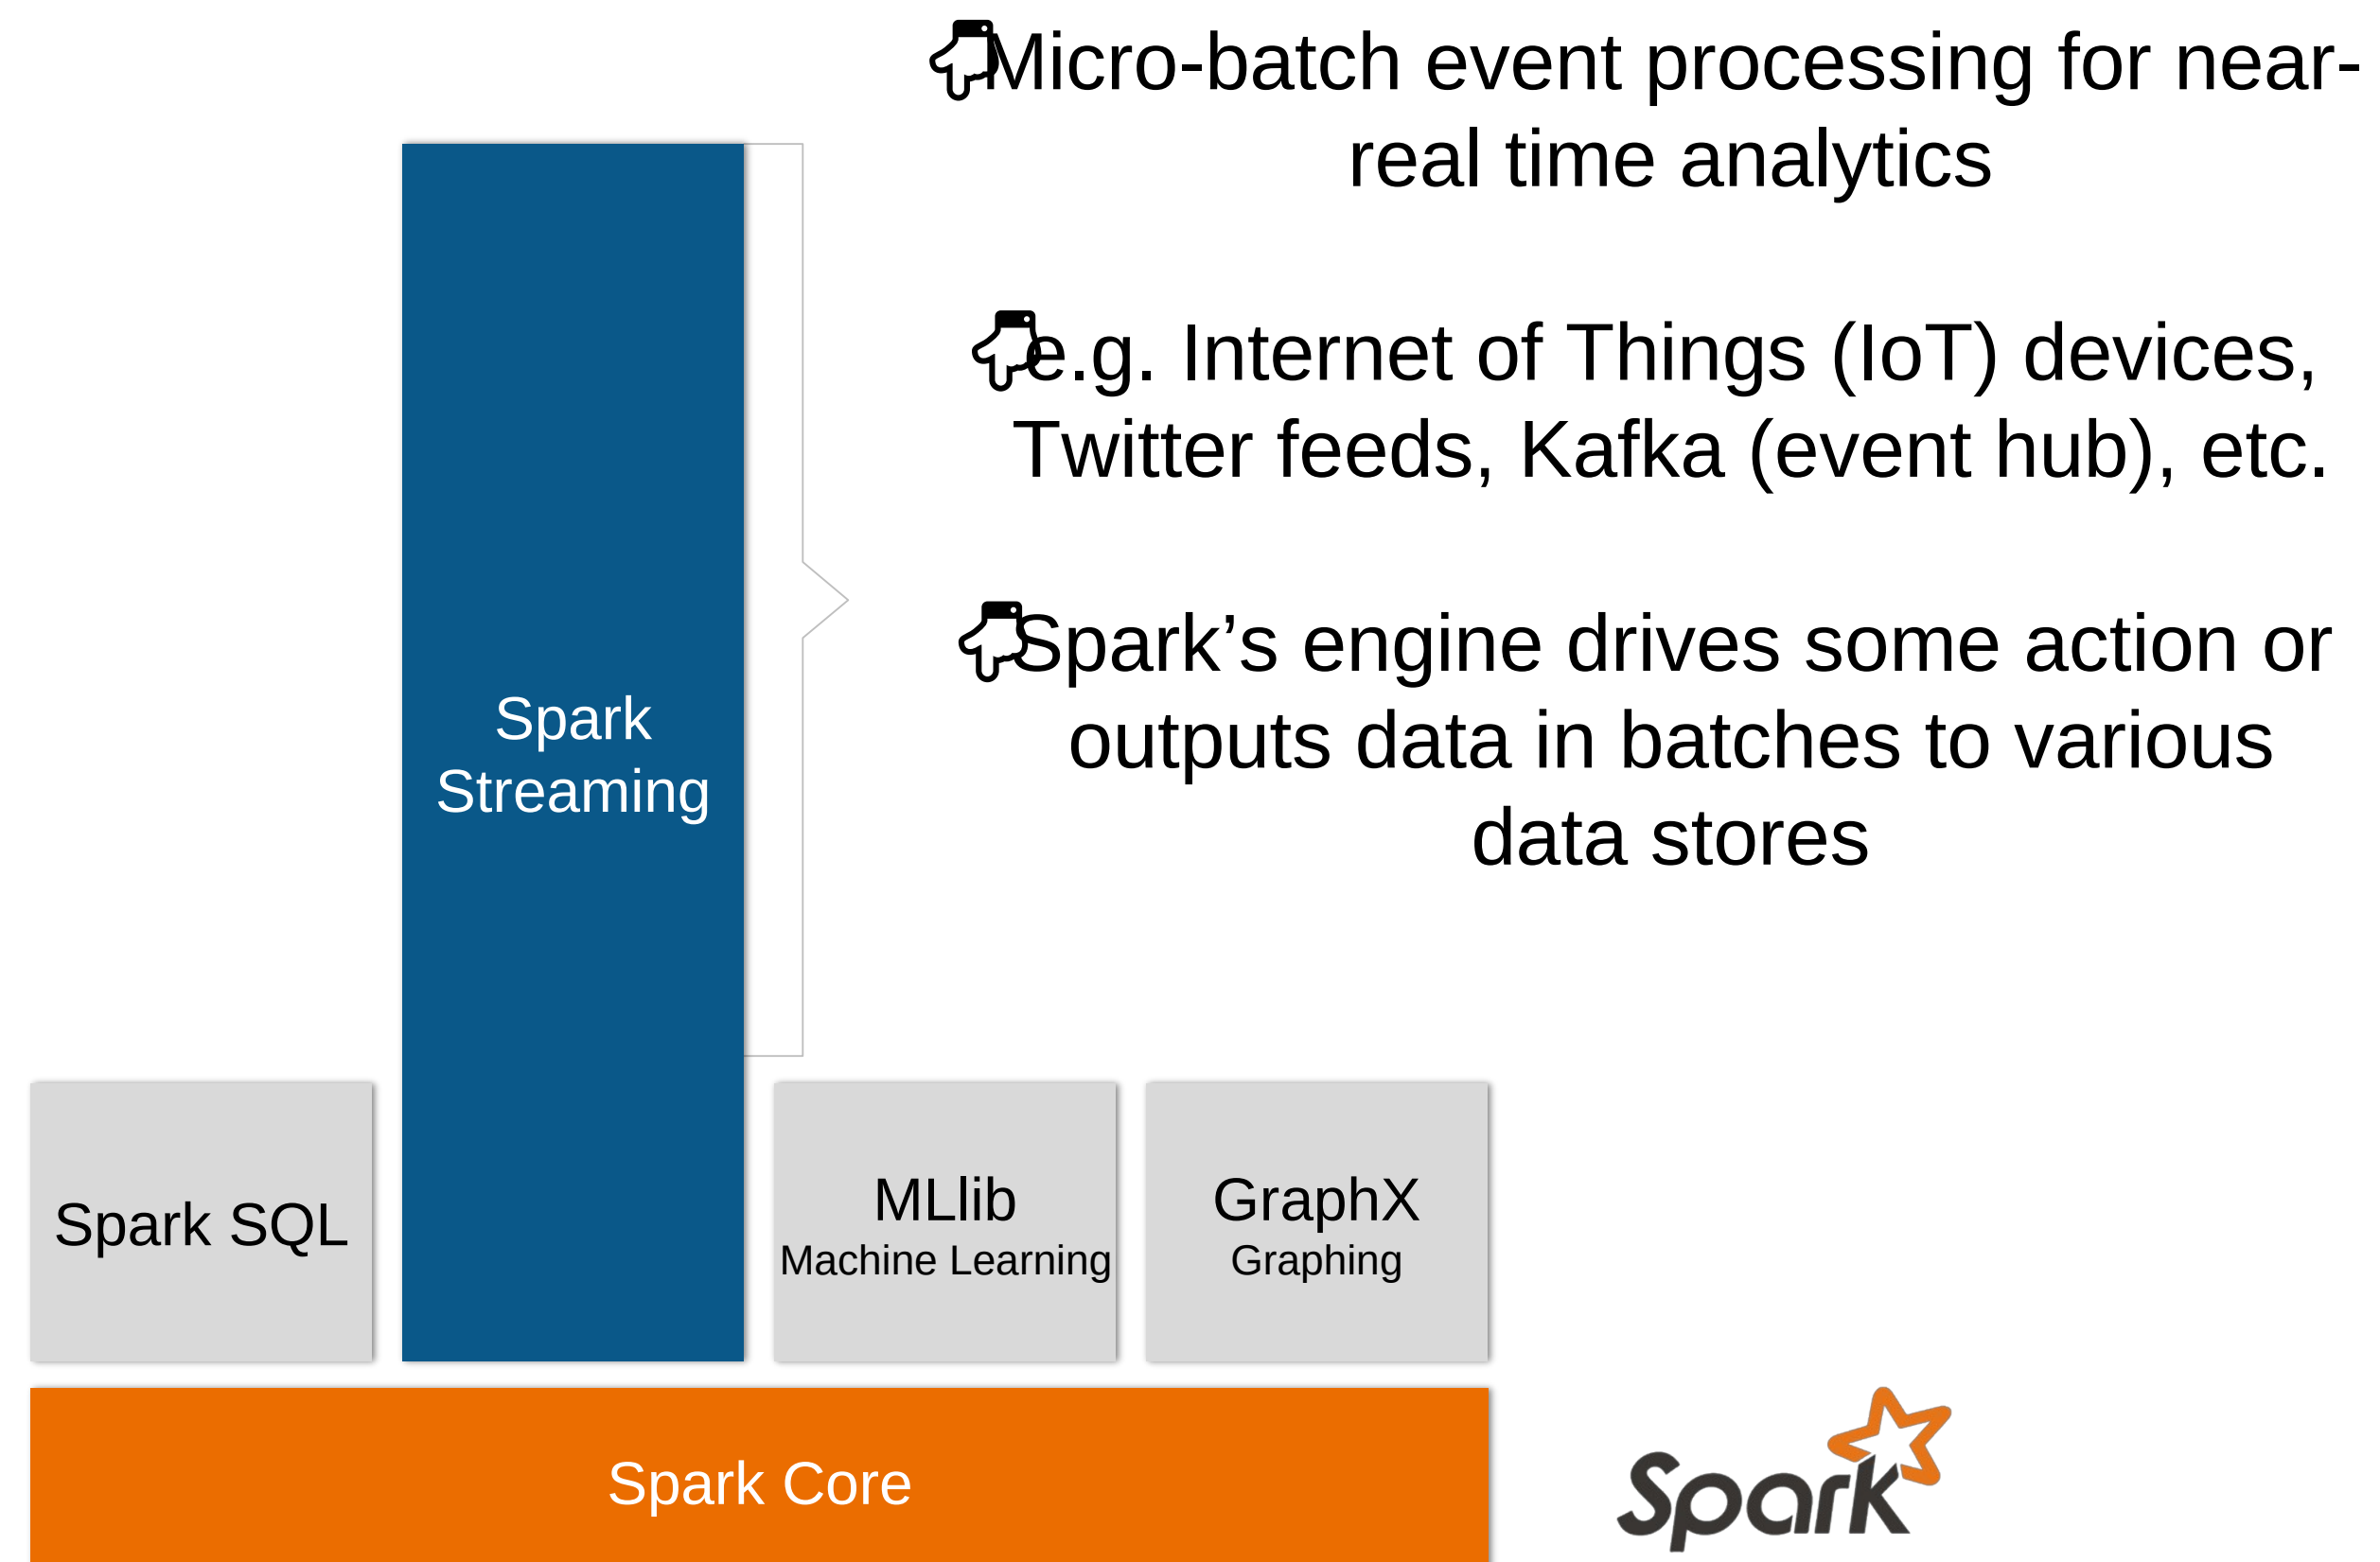 Micro-batch event processing for near-
real time analytics
e.g. Internet of Things (IoT) devices,
Twitter feeds, Kafka (event hub), etc.
Spark’s engine drives some action or
outputs data in batches to various
data stores
Spark
Streaming
Spark SQL
MLlib
Machine Learning
GraphX
Graphing
Spark Core
Spark